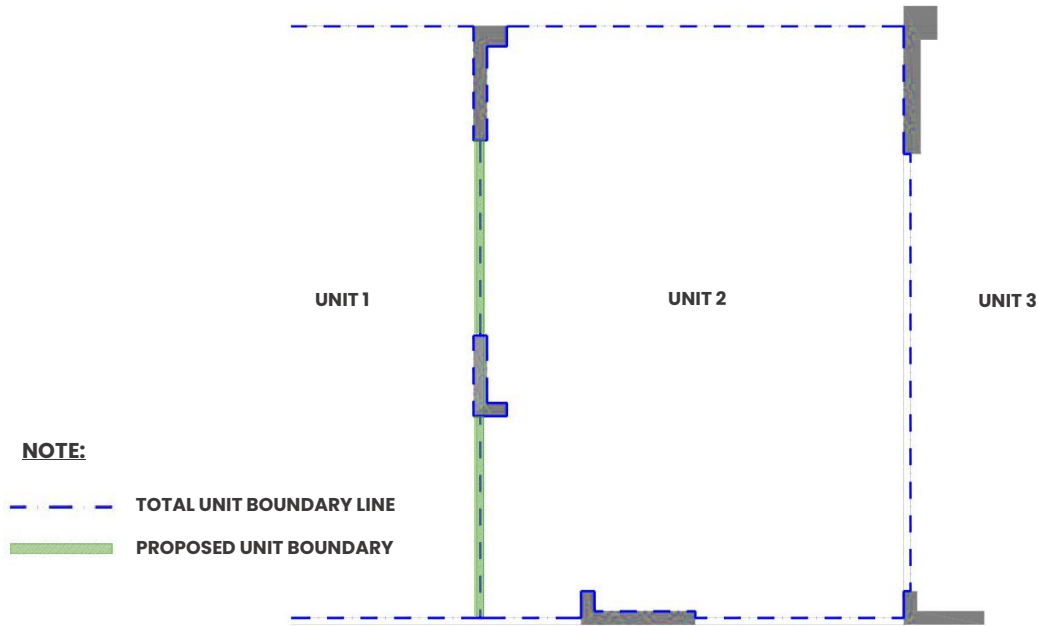 UNIT 1
UNIT 2
UNIT 3
NOTE:
TOTAL UNIT BOUNDARY LINE
PROPOSED UNIT BOUNDARY